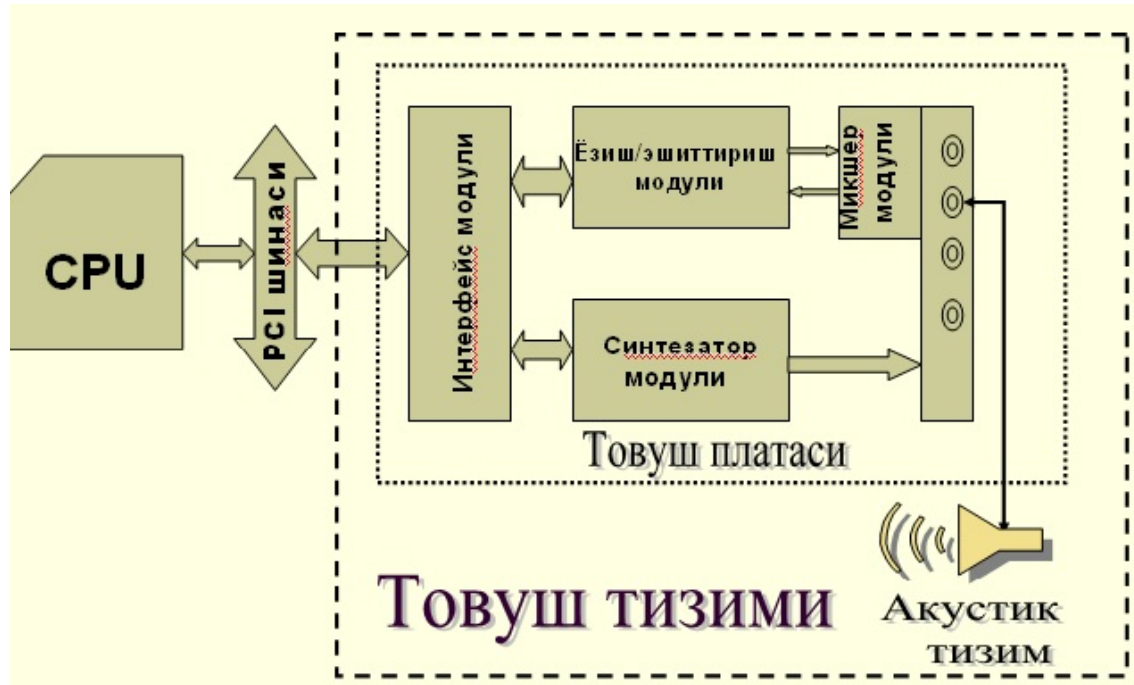 CPU
PCI шинаси
Интерфейс модули
Ёзиш/эшиттириш
модули
Микшер
модули
Синтезатор
модули
Товуш платаси
Товуш тизими
Акустик
тизим